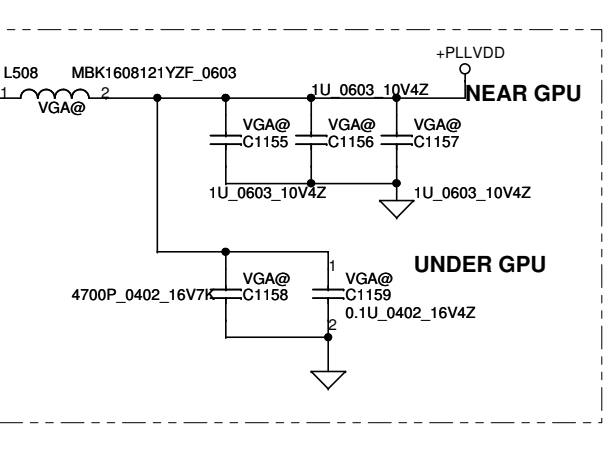 +PLLVDD
L508 MBK1608121YZF_0603
1 2
VGA@
1U_0603_10V4Z
NEAR GPU
VGA@ VGA@ VGA@
C1155 C1156 C1157
1U_0603_10V4Z 1U_0603_10V4Z
1
UNDER GPU
VGA@ VGA@
4700P_0402_16V7K C1158 C1159
0.1U_0402_16V4Z
2